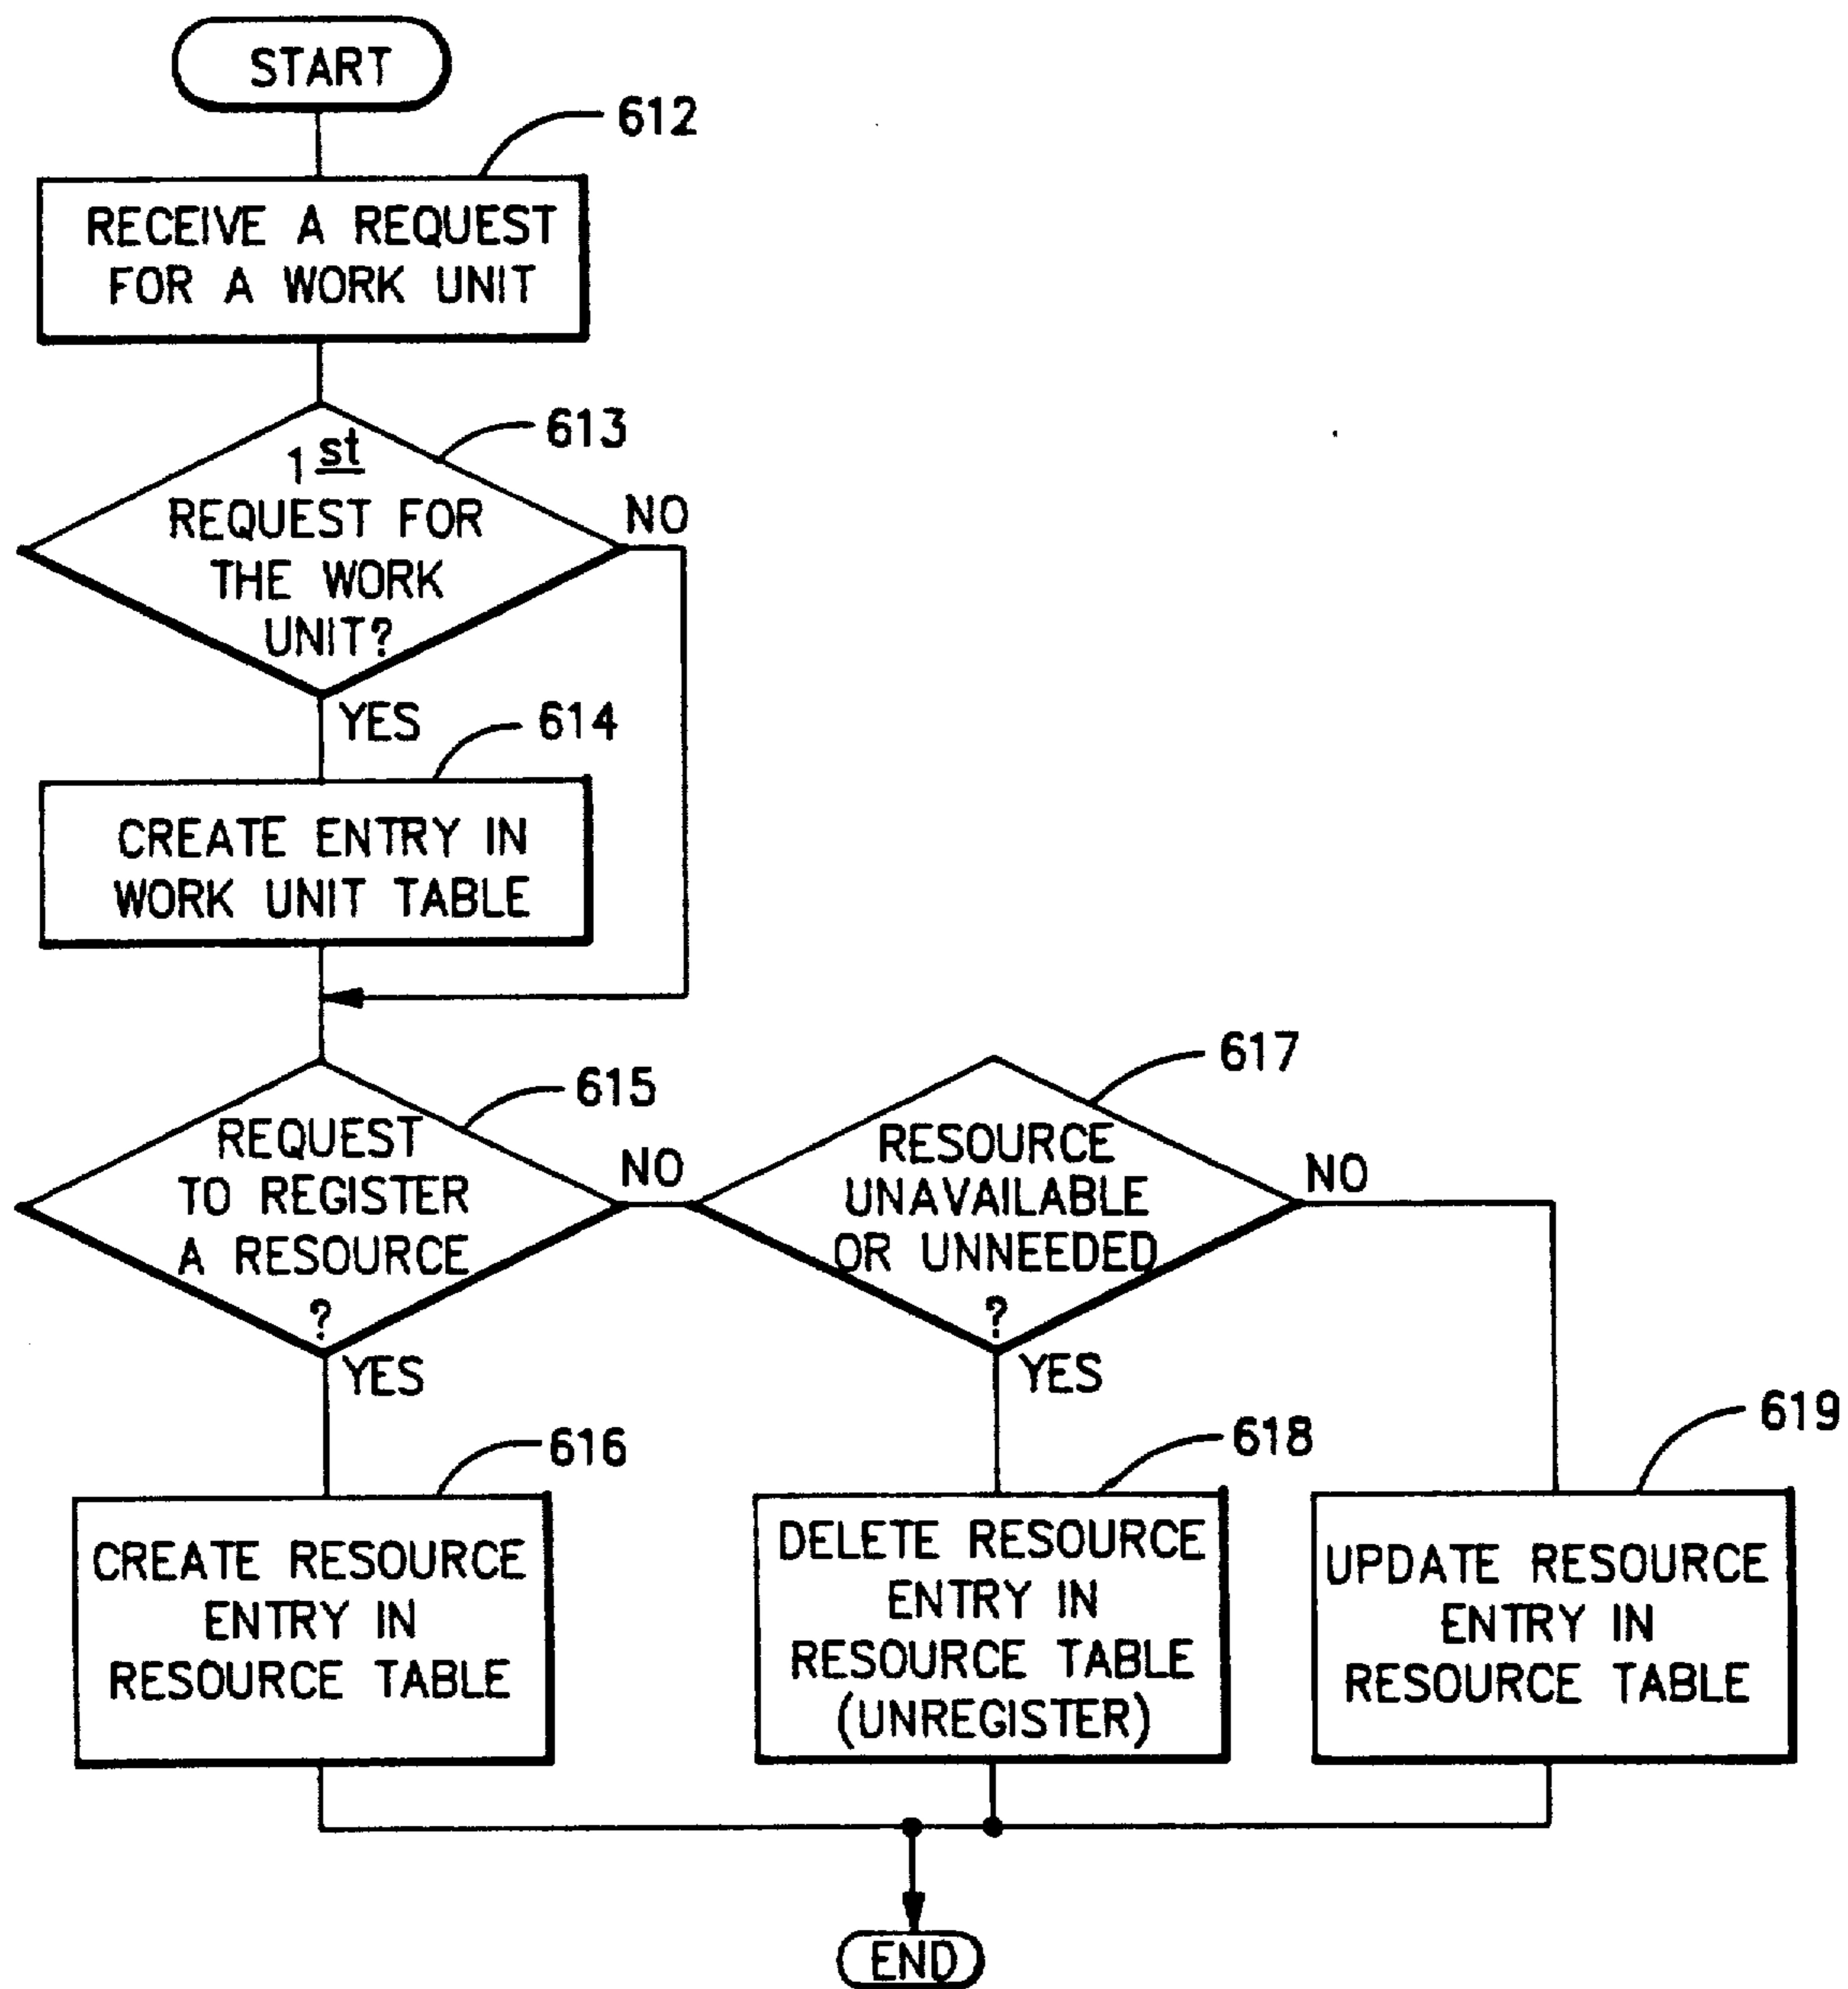 START
612
RECEIVE A REQUEST
FOR A WORK UNIT
613
1st
REQUEST FOR
THE WORK
UNIT?
NO
YES
614
CREATE ENTRY IN
WORK UNIT TABLE
615
REQUEST
TO REGISTER
A RESOURCE
?
NO
YES
617
RESOURCE
UNAVAILABLE
OR UNNEEDED
?
NO
YES
616
CREATE RESOURCE
ENTRY IN
RESOURCE TABLE
618
DELETE RESOURCE
ENTRY IN
RESOURCE TABLE
(UNREGISTER)
619
UPDATE RESOURCE
ENTRY IN
RESOURCE TABLE
END